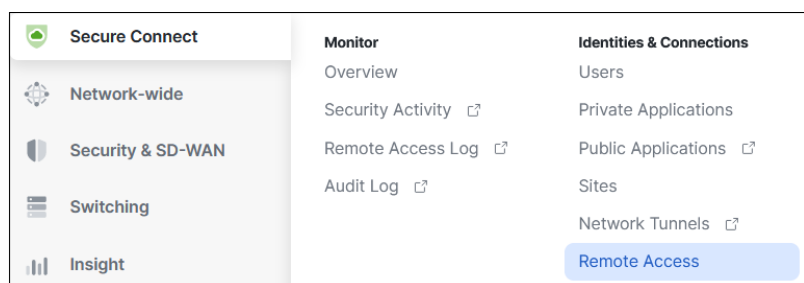 Secure Connect
Network-wide
Security & SD-WAN
Switching
Insight
Monitor
Overview
Security Activity
Remote Access Log
Audit Log
Identities & Connections
Users
Private Applications
Public Applications
Sites
Network Tunnels
Remote Access